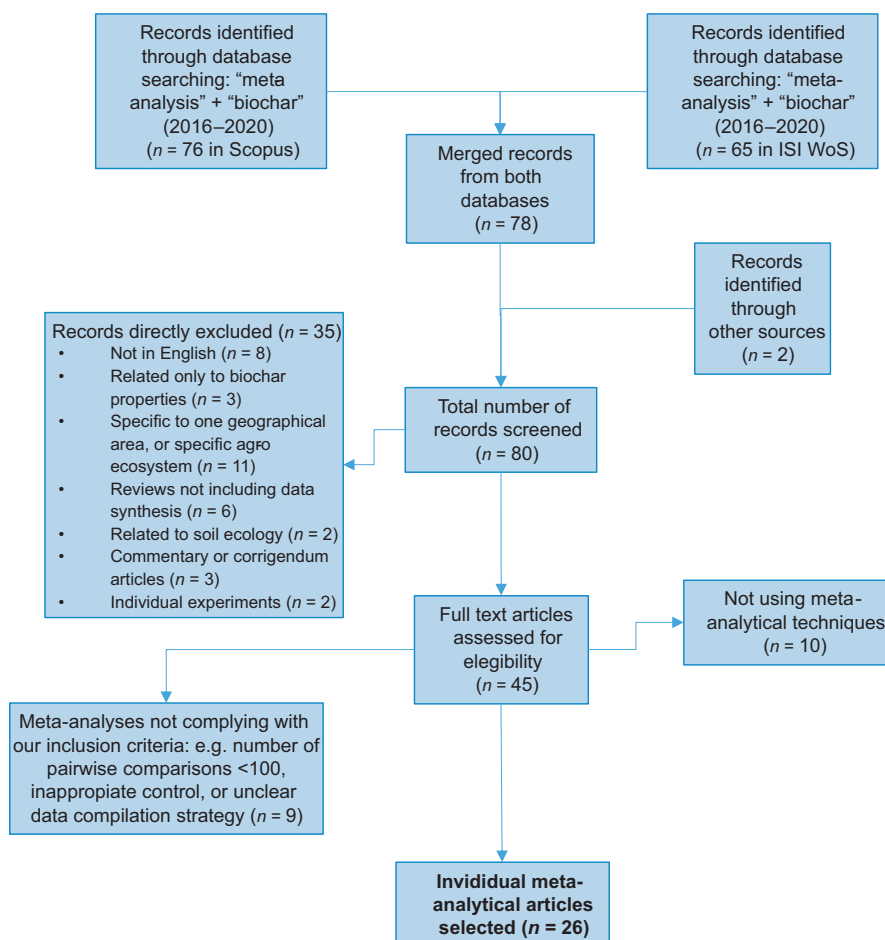 Records identified
through database
searching: “meta
analysis” + “biochar”
(2016–2020)
(n = 76 in Scopus)
Records identified
through database
searching: “meta-
analysis” + “biochar”
(2016–2020)
(n = 65 in ISI WoS)
Merged records
from both
databases
(n = 78)
Records
identified
through
other sources
(n = 2)
Records directly excluded (n = 35)
• Not in English (n = 8)
• Related only to biochar
properties (n = 3)
• Specific to one geographical
area, or specific agro
ecosystem (n = 11)
• Reviews not including data
synthesis (n = 6)
• Related to soil ecology (n = 2)
• Commentary or corrigendum
articles (n = 3)
• Individual experiments (n = 2)
Total number of
records screened
(n = 80)
Full text articles
assessed for
elegibility
(n = 45)
Not using meta-
analytical techniques
(n = 10)
Meta-analyses not complying with
our inclusion criteria: e.g. number of
pairwise comparisons <100,
inappropiate control, or unclear
data compilation strategy (n = 9)
Invididual meta-
analytical articles
selected (n = 26)